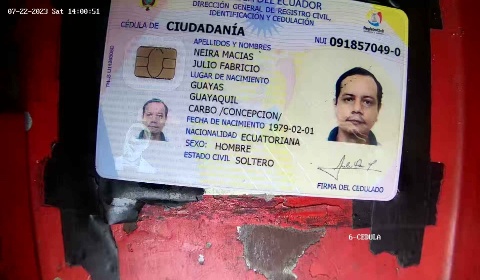 07-22-2023 Sat 14:00:51
DEL ECUADOR
DIRECCIÓN GENERAL DE REGISTRO CIVIL,
IDENTIFICACIÓN Y CEDULACIÓN
CÉDULA DE CIUDADANÍA
NUI 091857049-0
APELLIDOS Y NOMBRES
NEIRA MACIAS
JULIO FABRICIO
LUGAR DE NACIMIENTO
GUAYAS
GUAYAQUIL
CARBO /CONCEPCION/
FECHA DE NACIMIENTO 1979-02-01
NACIONALIDAD ECUATORIANA
SEXO: HOMBRE
ESTADO CIVIL SOLTERO
FIRMA DEL CEDULADO
6-CEDULA